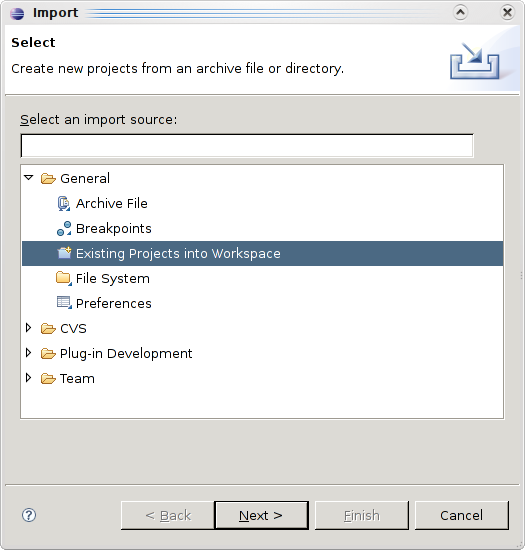 Import
Select
Create new projects from an archive file or directory.
Select an import source:
General
Archive File
Breakpoints
Existing Projects into Workspace
File System
Preferences
CVS
Plug-in Development
Team
? < Back Next > Finish Cancel